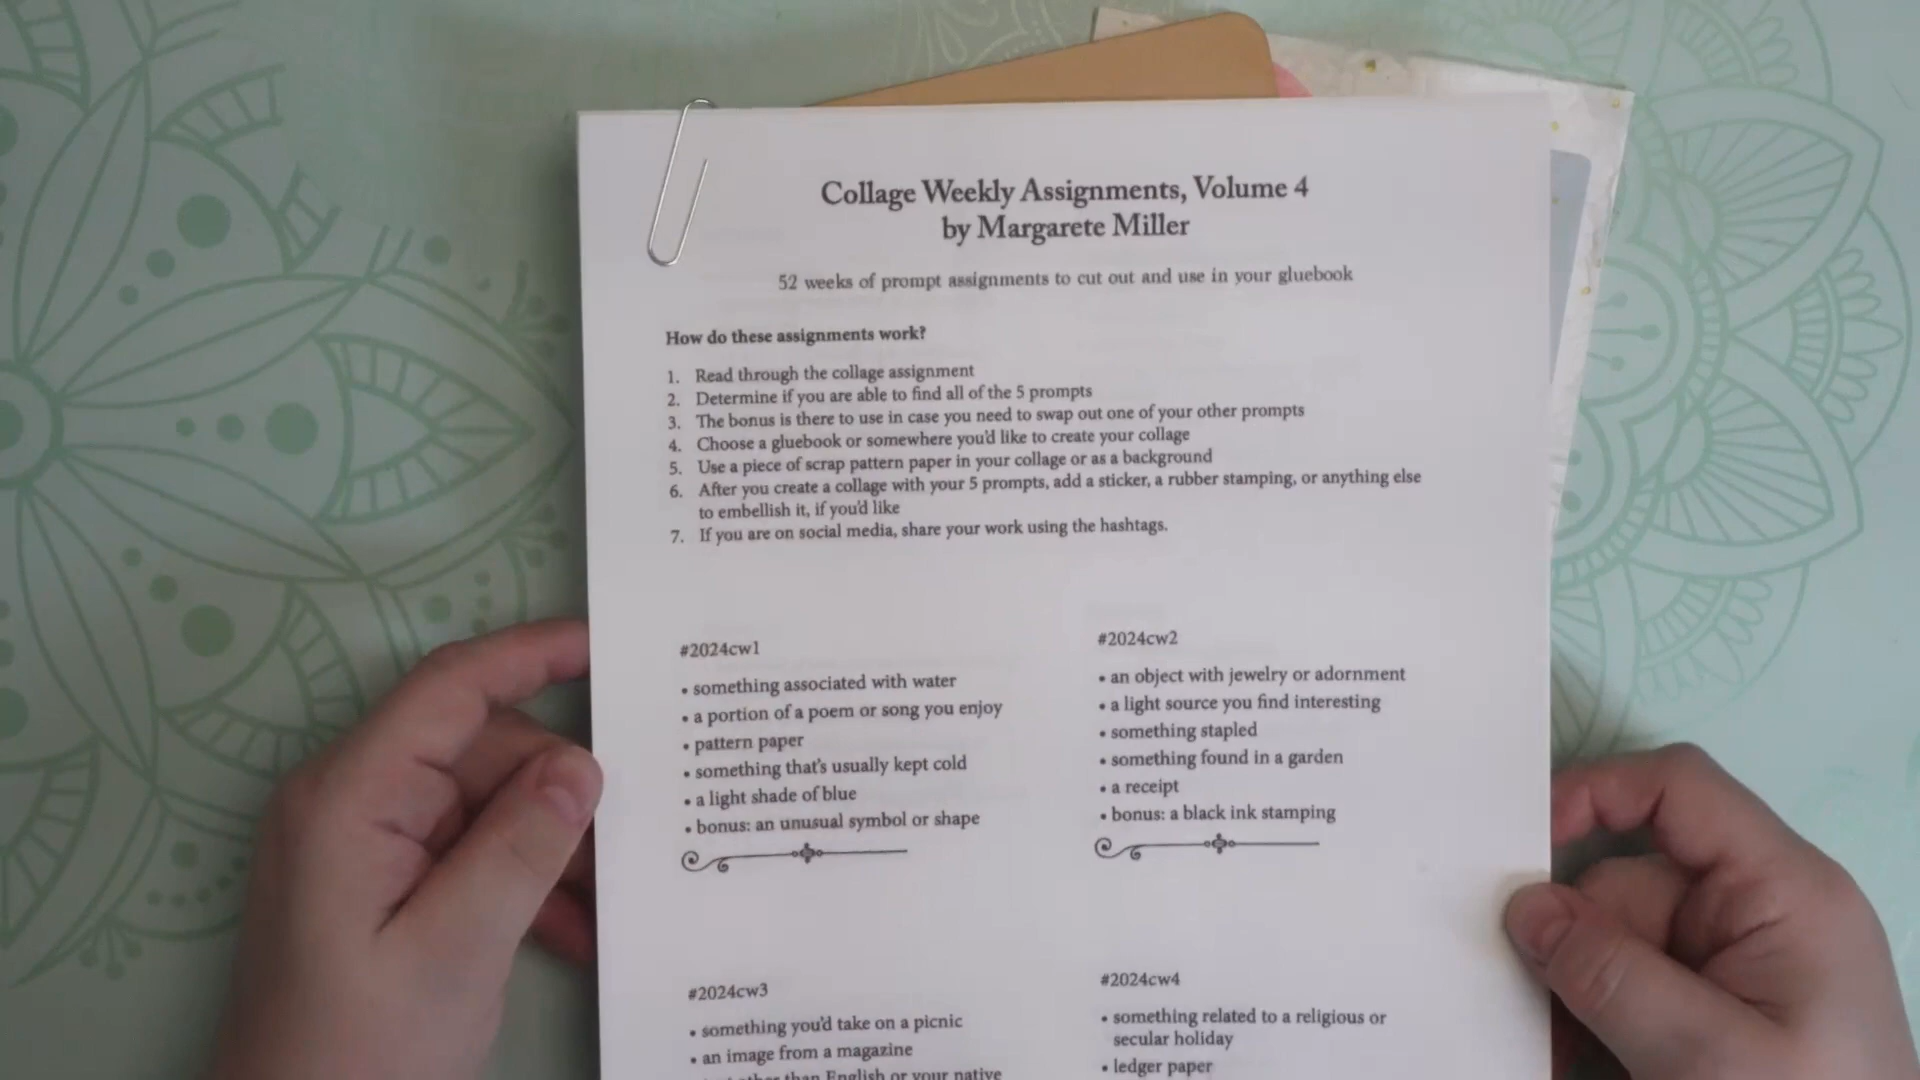 Collage Weekly Assignments, Volume 4
by Margarete Miller
52 weeks of prompt assignments to cut out and use in your gluebook
How do these assignments work?
1. Read through the collage assignment
2. Determine if you are able to find all of the 5 prompts
3. The bonus is there to use in case you need to swap out one of your other prompts
4. Choose a gluebook or somewhere you'd like to create your collage
5. Use a piece of scrap pattern paper in your collage or as a background
6. After you create a collage with your 5 prompts, add a sticker, a rubber stamping, or anything else
to embellish it, if you'd like
7. If you are on social media, share your work using the hashtags.
#2024cw1
• something associated with water
• a portion of a poem or song you enjoy
• pattern paper
• something that's usually kept cold
• a light shade of blue
• bonus: an unusual symbol or shape
#2024cw2
• an object with jewelry or adornment
• a light source you find interesting
• something stapled
• something found in a garden
• a receipt
• bonus: a black ink stamping
#2024cw3
• something you'd take on a picnic
• an image from a magazine
other than English or your native
#2024cw4
• something related to a religious or
secular holiday
• ledger paper